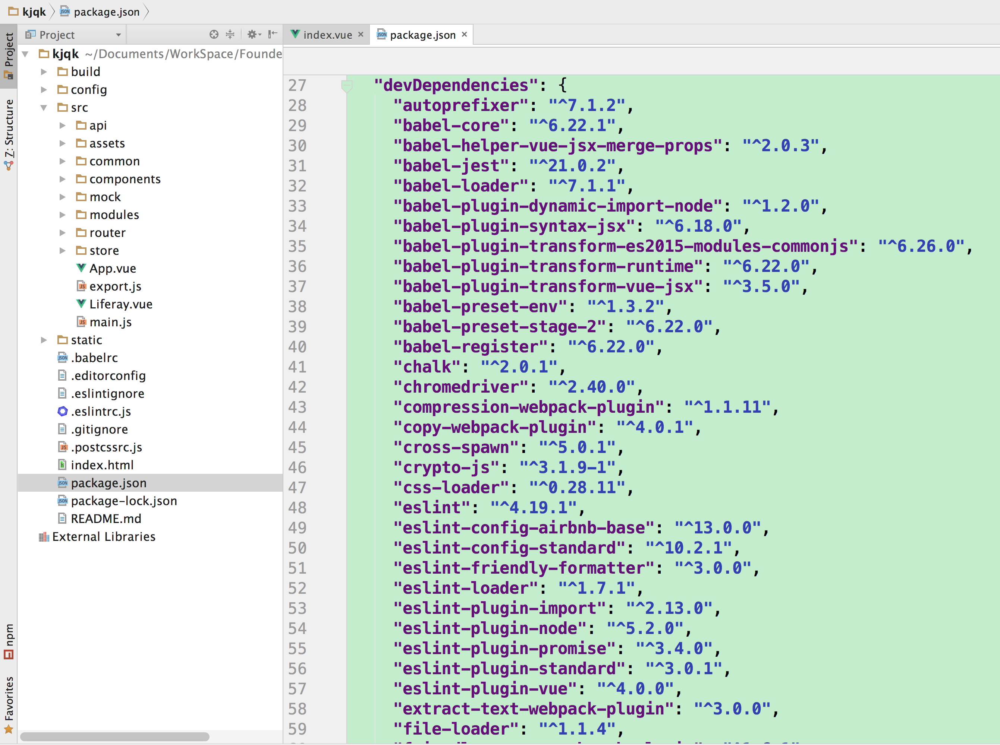 kjqk package.json
Project
index.vue
package.json
Project
7: Structure
npm
Favorites
kjqk ~/Documents/WorkSpace/Founde
build
config
src
api
assets
common
components
mock
modules
router
store
App.vue
export.js
Liferay.vue
main.js
static
.babelrc
.editorconfig
.eslintignore
.eslintrc.js
.gitignore
.postcssrc.js
index.html
package.json
package-lock.json
README.md
External Libraries
27 "devDependencies": {
28 "autoprefixer": "^7.1.2",
29 "babel-core": "^6.22.1",
30 "babel-helper-vue-jsx-merge-props": "^2.0.3",
31 "babel-jest": "^21.0.2",
32 "babel-loader": "^7.1.1",
33 "babel-plugin-dynamic-import-node": "^1.2.0",
34 "babel-plugin-syntax-jsx": "^6.18.0",
35 "babel-plugin-transform-es2015-modules-commonjs": "^6.26.0",
36 "babel-plugin-transform-runtime": "^6.22.0",
37 "babel-plugin-transform-vue-jsx": "^3.5.0",
38 "babel-preset-env": "^1.3.2",
39 "babel-preset-stage-2": "^6.22.0",
40 "babel-register": "^6.22.0",
41 "chalk": "^2.0.1",
42 "chromedriver": "^2.40.0",
43 "compression-webpack-plugin": "^1.1.11",
44 "copy-webpack-plugin": "^4.0.1",
45 "cross-spawn": "^5.0.1",
46 "crypto-js": "^3.1.9-1",
47 "css-loader": "^0.28.11",
48 "eslint": "^4.19.1",
49 "eslint-config-airbnb-base": "^13.0.0",
50 "eslint-config-standard": "^10.2.1",
51 "eslint-friendly-formatter": "^3.0.0",
52 "eslint-loader": "^1.7.1",
53 "eslint-plugin-import": "^2.13.0",
54 "eslint-plugin-node": "^5.2.0",
55 "eslint-plugin-promise": "^3.4.0",
56 "eslint-plugin-standard": "^3.0.1",
57 "eslint-plugin-vue": "^4.0.0",
58 "extract-text-webpack-plugin": "^3.0.0",
59 "file-loader": "^1.1.4",